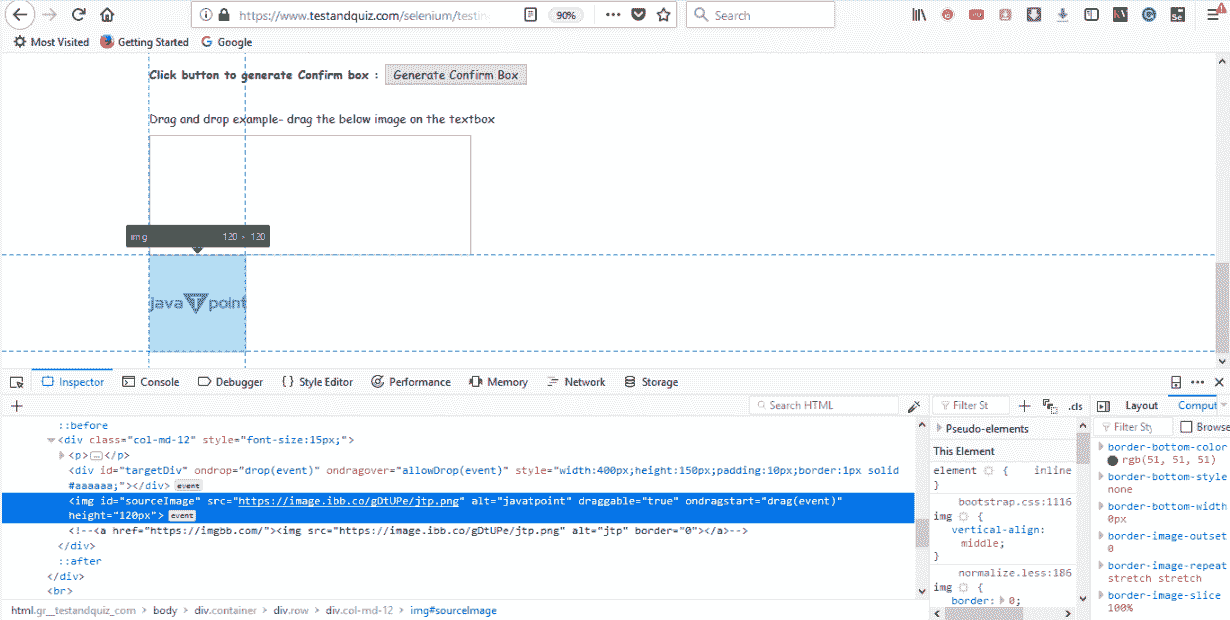 https://www.testandquiz.com/selenium/testin
90%
Search
Most Visited
Getting Started
Google
Click button to generate Confirm box :
Generate Confirm Box
Drag and drop example- drag the below image on the textbox
img 120 × 120
java T point
Inspector
Console
Debugger
{ } Style Editor
Performance
Memory
Network
Storage
Search HTML
Filter St
.cls
Layout
Comput
Filter Sty
Browse
::before
<div class="col-md-12" style="font-size:15px;">
<p>…</p>
<div id="targetDiv" ondrop="drop(event)" ondragover="allowDrop(event)" style="width:400px;height:150px;padding:10px;border:1px solid
#aaaaaa;"></div> event
<img id="sourceImage" src="https://image.ibb.co/gDtUPe/jtp.png" alt="javatpoint" draggable="true" ondragstart="drag(event)"
height="120px"> event
<!--<a href="https://imgbb.com/"><img src="https://image.ibb.co/gDtUPe/jtp.png" alt="jtp" border="0"></a>-->
</div>
::after
</div>
<br>
html.gr__testandquiz_com > body > div.container > div.row > div.col-md-12 > img#sourceImage
Pseudo-elements
This Element
element { inline
}
bootstrap.css:1116
img {
vertical-align:
middle;
}
normalize.less:186
img {
border: 0;
border-bottom-color
rgb(51, 51, 51)
border-bottom-style
none
border-bottom-width
0px
border-image-outset
0
border-image-repeat
stretch stretch
border-image-slice
100%